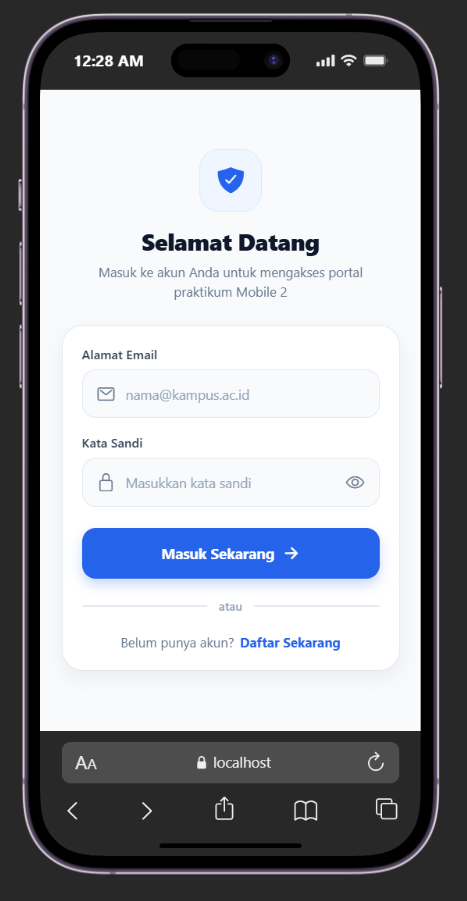 12:28 AM
Selamat Datang
Masuk ke akun Anda untuk mengakses portal
praktikum Mobile 2
Alamat Email
nama@kampus.ac.id
Kata Sandi
Masukkan kata sandi
Masuk Sekarang →
atau
Belum punya akun? Daftar Sekarang
AA localhost